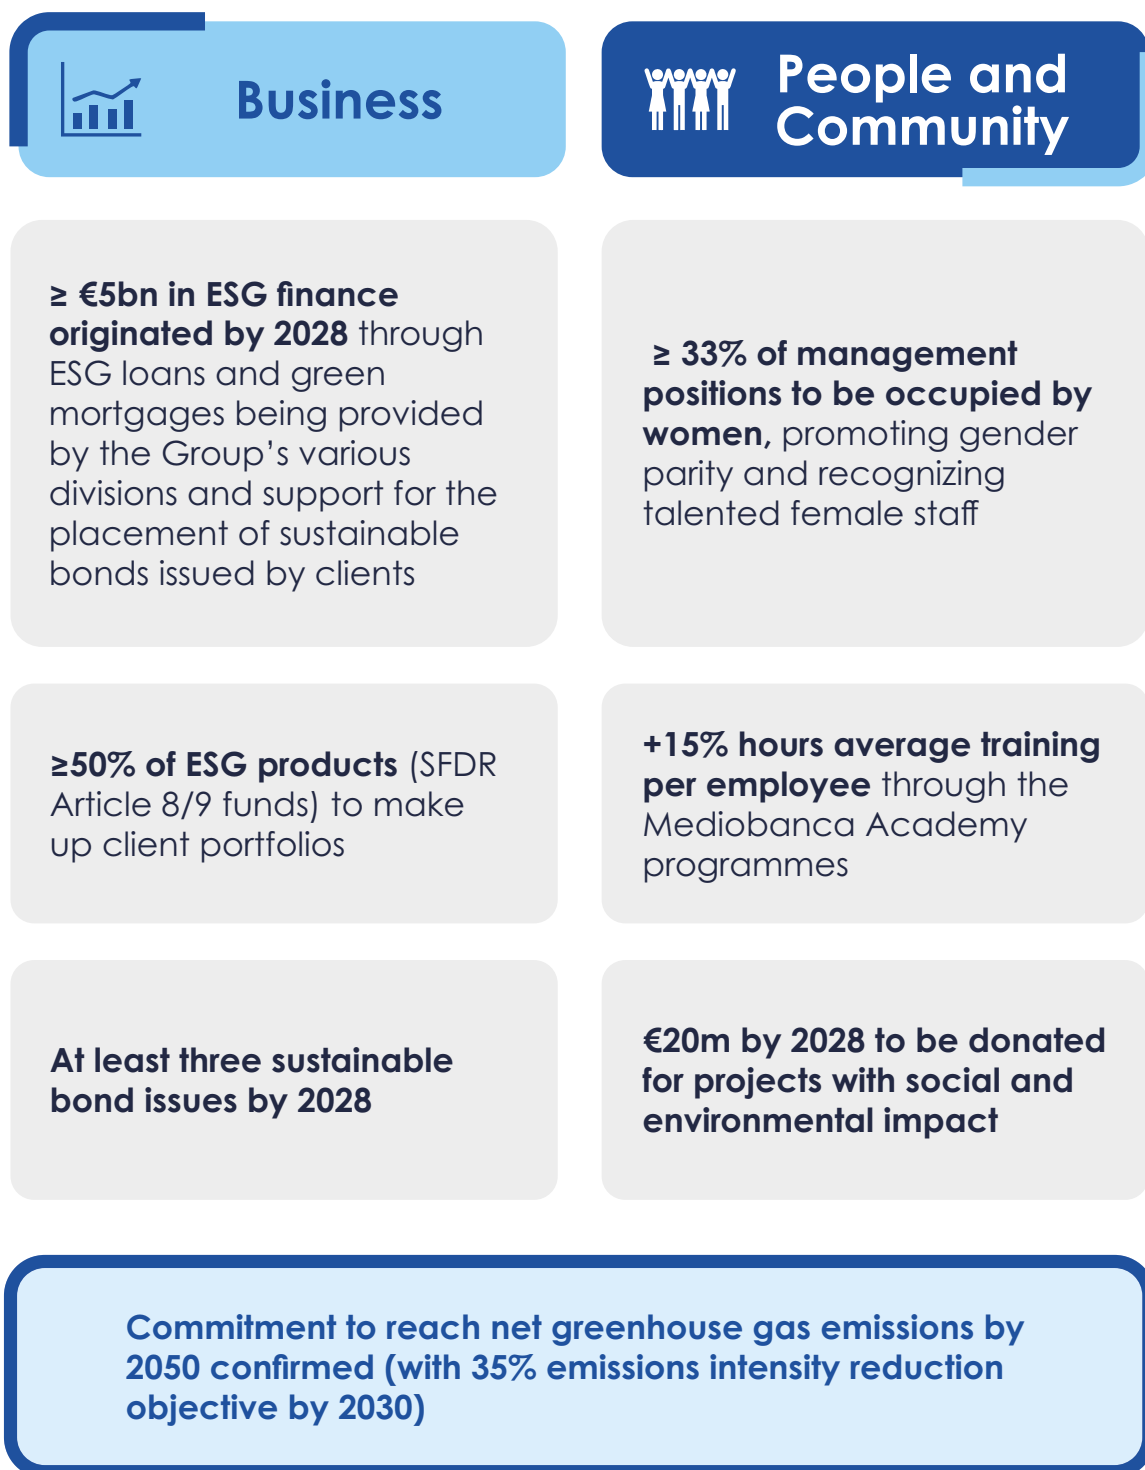 Business
People and
Community
≥ €5bn in ESG finance
originated by 2028 through
ESG loans and green
mortgages being provided
by the Group’s various
divisions and support for the
placement of sustainable
bonds issued by clients
≥ 33% of management
positions to be occupied by
women, promoting gender
parity and recognizing
talented female staff
≥50% of ESG products (SFDR
Article 8/9 funds) to make
up client portfolios
+15% hours average training
per employee through the
Mediobanca Academy
programmes
At least three sustainable
bond issues by 2028
€20m by 2028 to be donated
for projects with social and
environmental impact
Commitment to reach net greenhouse gas emissions by
2050 confirmed (with 35% emissions intensity reduction
objective by 2030)